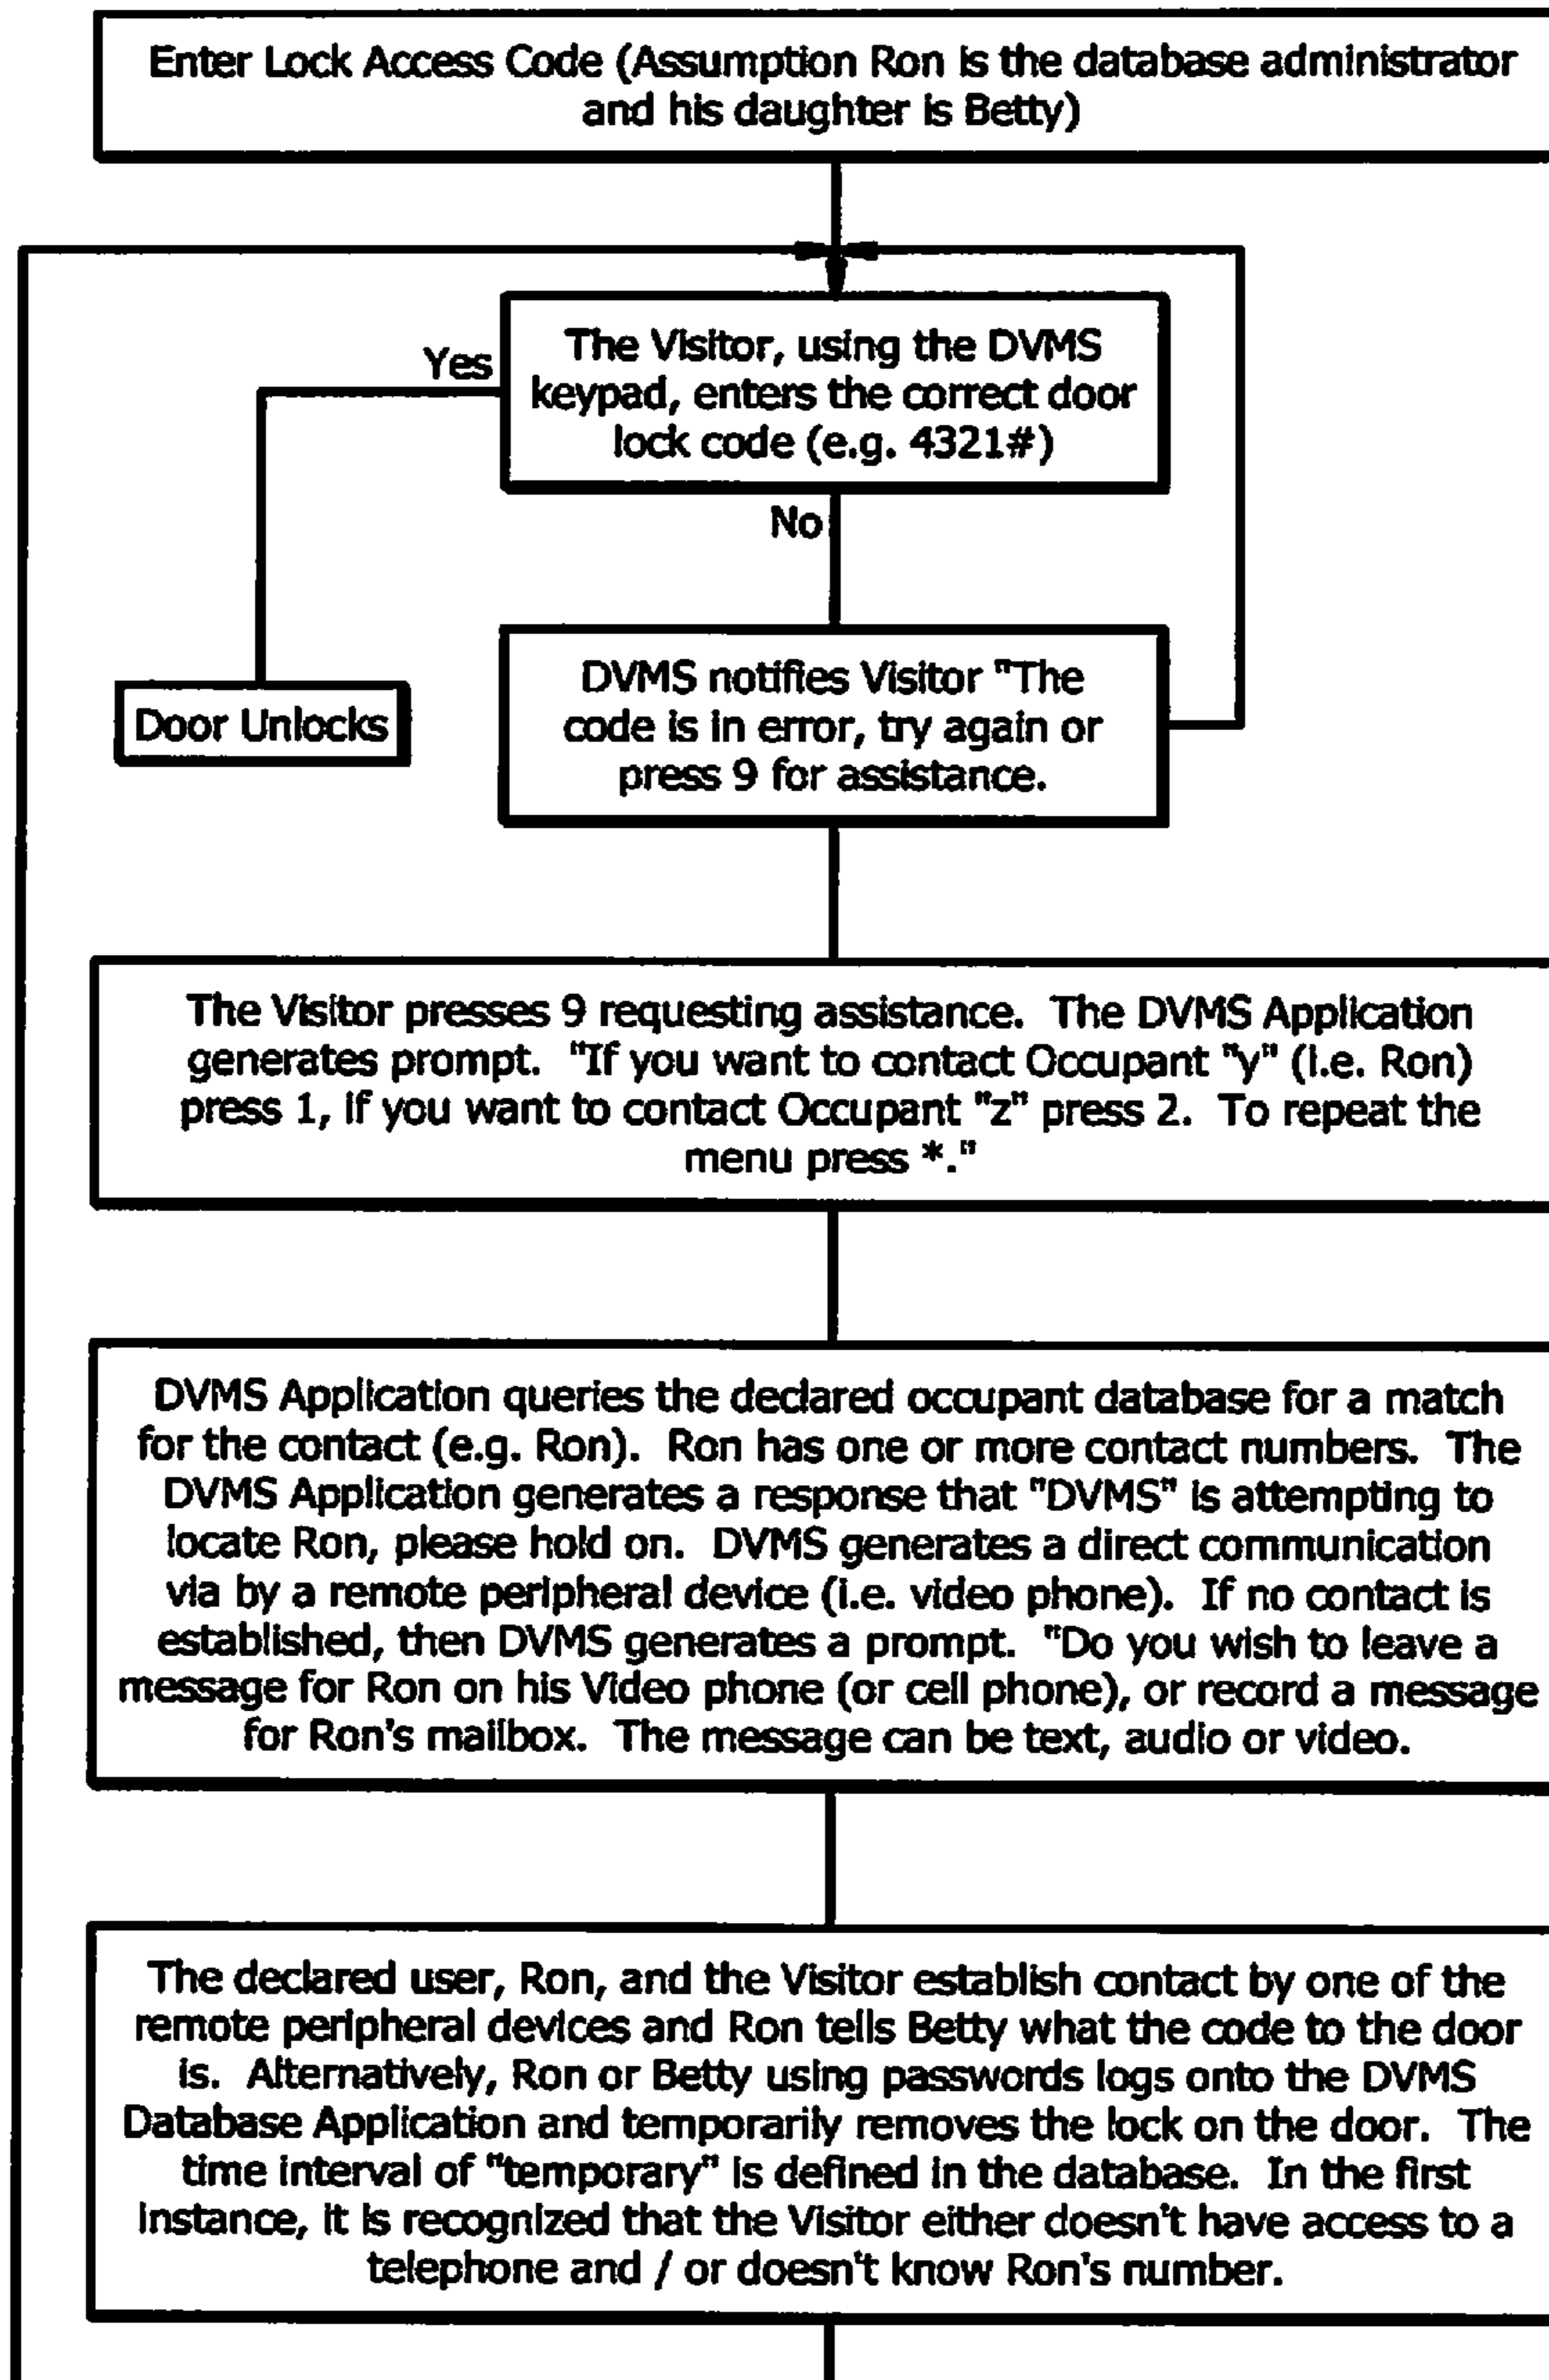 Enter Lock Access Code (Assumption Ron is the database administrator
and his daughter is Betty)
Yes
The Visitor, using the DVMS
keypad, enters the correct door
lock code (e.g. 4321#)
No
Door Unlocks
DVMS notifies Visitor "The
code is in error, try again or
press 9 for assistance.
The Visitor presses 9 requesting assistance. The DVMS Application
generates prompt. "If you want to contact Occupant "y" (i.e. Ron)
press 1, if you want to contact Occupant "z" press 2. To repeat the
menu press *."
DVMS Application queries the declared occupant database for a match
for the contact (e.g. Ron). Ron has one or more contact numbers. The
DVMS Application generates a response that "DVMS" is attempting to
locate Ron, please hold on. DVMS generates a direct communication
via by a remote peripheral device (i.e. video phone). If no contact is
established, then DVMS generates a prompt. "Do you wish to leave a
message for Ron on his Video phone (or cell phone), or record a message
for Ron's mailbox. The message can be text, audio or video.
The declared user, Ron, and the Visitor establish contact by one of the
remote peripheral devices and Ron tells Betty what the code to the door
is. Alternatively, Ron or Betty using passwords logs onto the DVMS
Database Application and temporarily removes the lock on the door. The
time interval of "temporary" is defined in the database. In the first
instance, it is recognized that the Visitor either doesn't have access to a
telephone and / or doesn't know Ron's number.